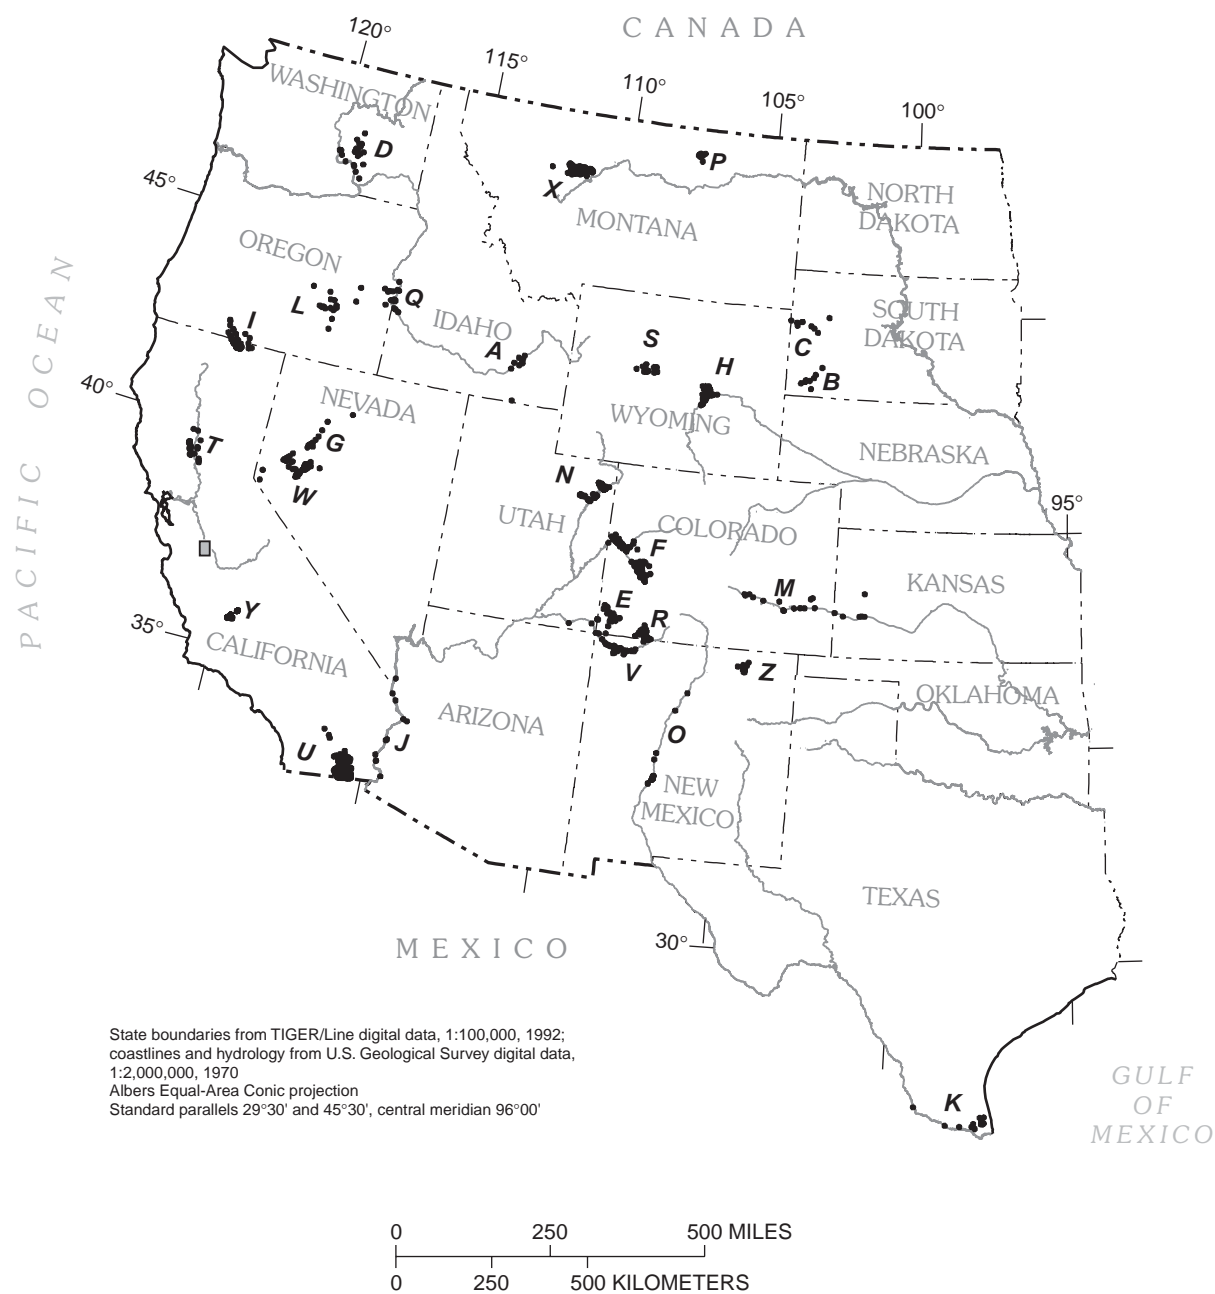 CANADA
120°
115°
110°
105°
100°
WASHINGTON
D
P
X
45°
MONTANA
NORTH
DAKOTA
OREGON
L
Q
I
IDAHO
A
S
H
C
B
SOUTH
DAKOTA
PACIFIC OCEAN
40°
NEVADA
WYOMING
NEBRASKA
T
G
W
N
95°
UTAH
COLORADO
F
KANSAS
M
E
R
Y
35°
CALIFORNIA
V
Z
OKLAHOMA
ARIZONA
O
J
U
NEW
MEXICO
TEXAS
MEXICO
30°
State boundaries from TIGER/Line digital data, 1:100,000, 1992;
coastlines and hydrology from U.S. Geological Survey digital data,
1:2,000,000, 1970
Albers Equal-Area Conic projection
Standard parallels 29°30' and 45°30', central meridian 96°00'
K
GULF
OF
MEXICO
0 250 500 MILES
0 250 500 KILOMETERS